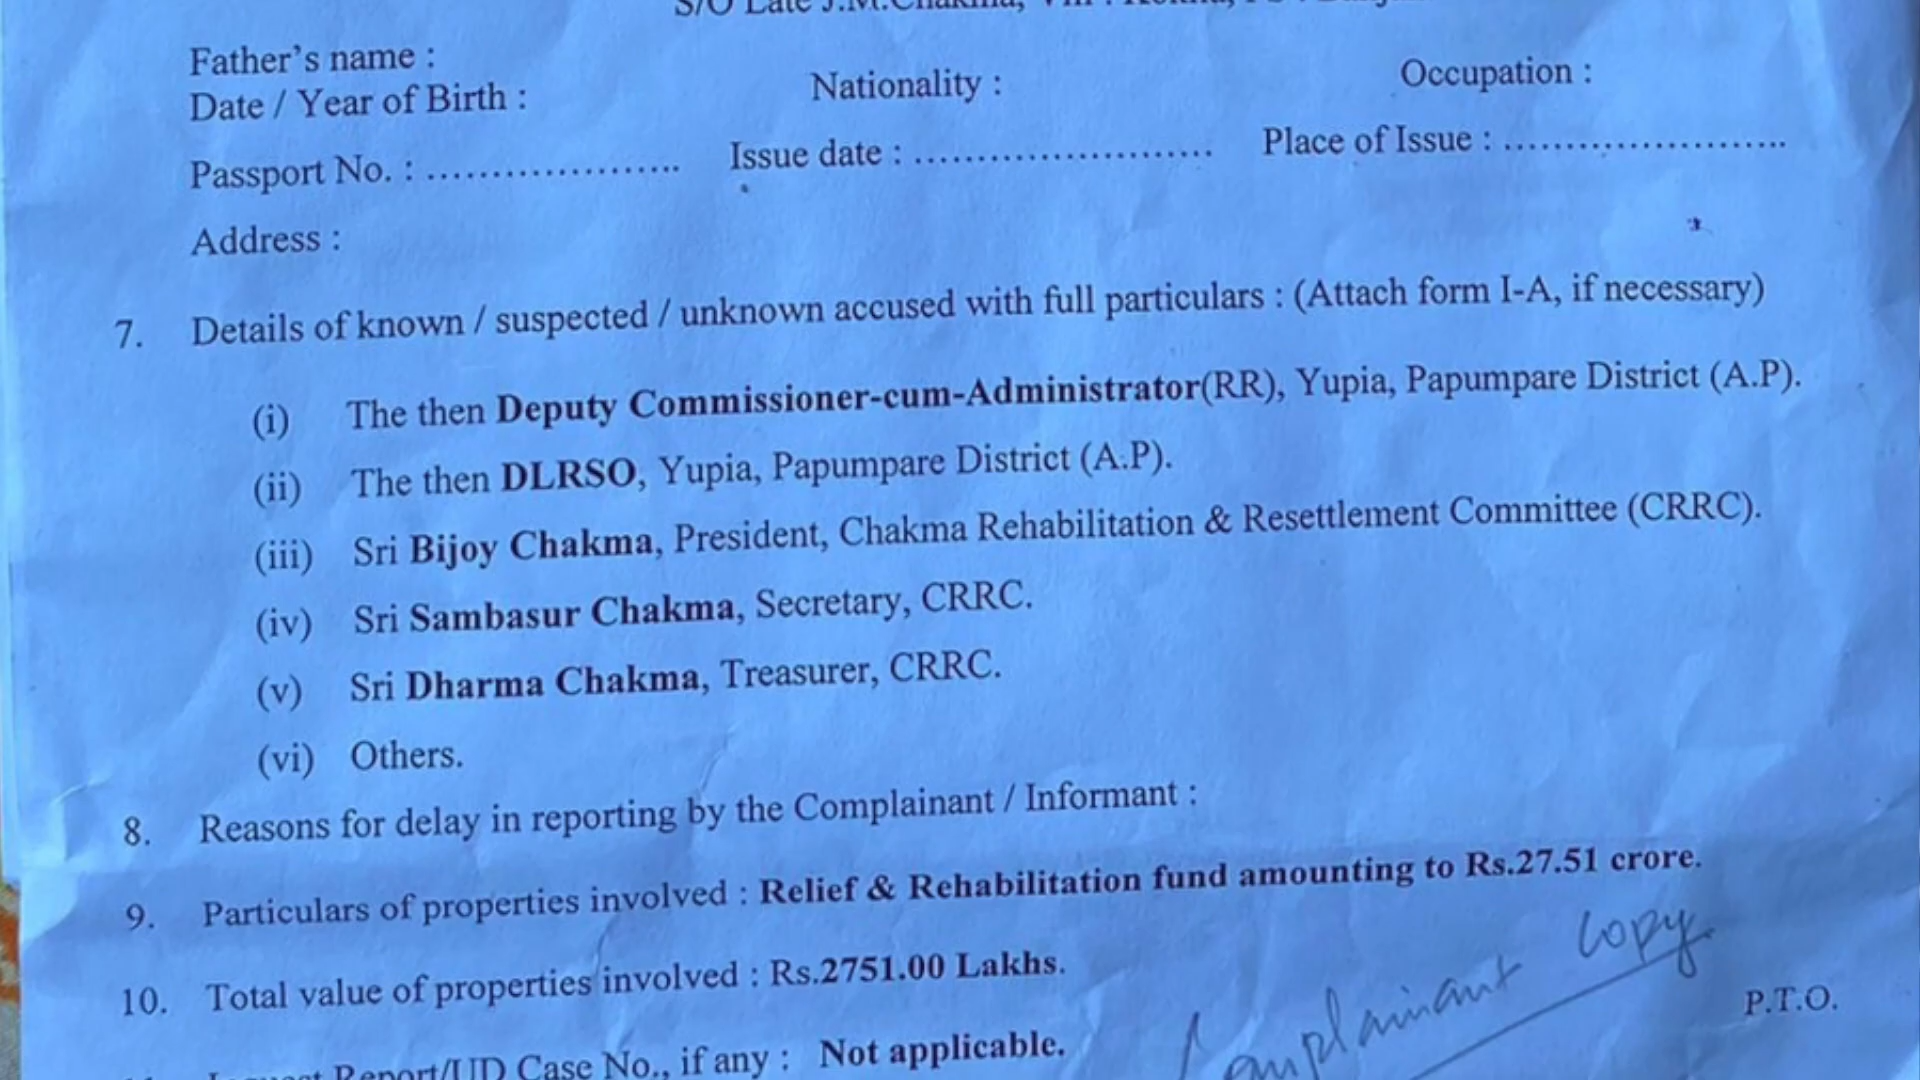 S/O Late J.M.Chakma,
Father's name :
Date / Year of Birth : Nationality : Occupation :
Passport No. : .................... Issue date : ....................... Place of Issue : ......................
Address :
7. Details of known / suspected / unknown accused with full particulars : (Attach form I-A, if necessary)
(i) The then Deputy Commissioner-cum-Administrator(RR), Yupia, Papumpare District (A.P).
(ii) The then DLRSO, Yupia, Papumpare District (A.P).
(iii) Sri Bijoy Chakma, President, Chakma Rehabilitation & Resettlement Committee (CRRC).
(iv) Sri Sambasur Chakma, Secretary, CRRC.
(v) Sri Dharma Chakma, Treasurer, CRRC.
(vi) Others.
8. Reasons for delay in reporting by the Complainant / Informant :
9. Particulars of properties involved : Relief & Rehabilitation fund amounting to Rs.27.51 crore.
10. Total value of properties involved : Rs.2751.00 Lakhs.
Complainant Copy.
P.T.O.
Report/UD Case No., if any : Not applicable.